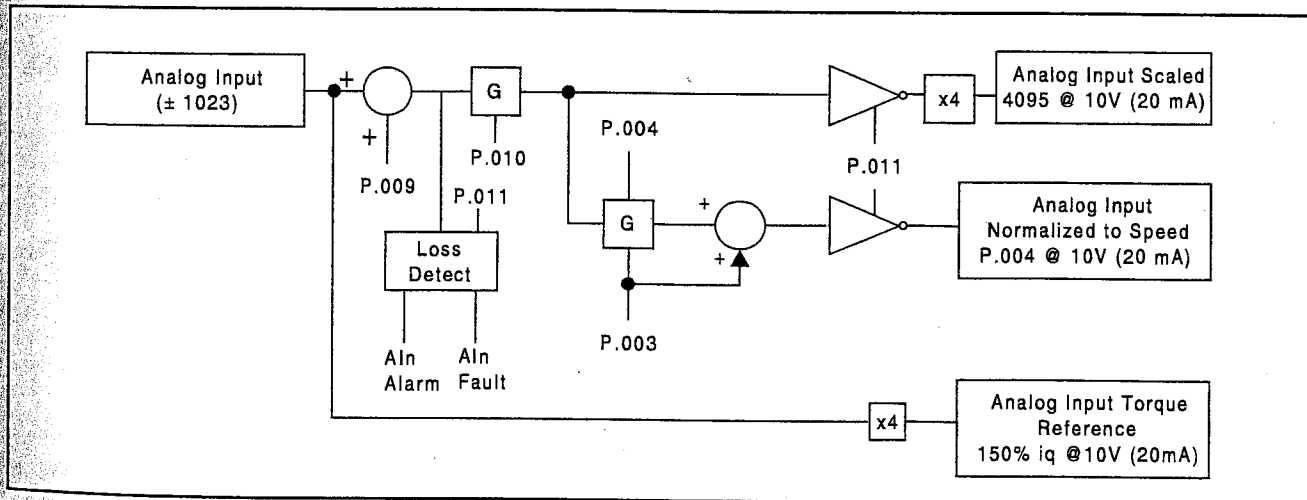 Analog Input
(± 1023)
+
+
P.009
G
P.010
P.011
Loss
Detect
AIn
Alarm
AIn
Fault
P.004
G
P.003
+
+
P.011
x4
Analog Input Scaled
4095 @ 10V (20 mA)
Analog Input
Normalized to Speed
P.004 @ 10V (20 mA)
x4
Analog Input Torque
Reference
150% iq @10V (20mA)